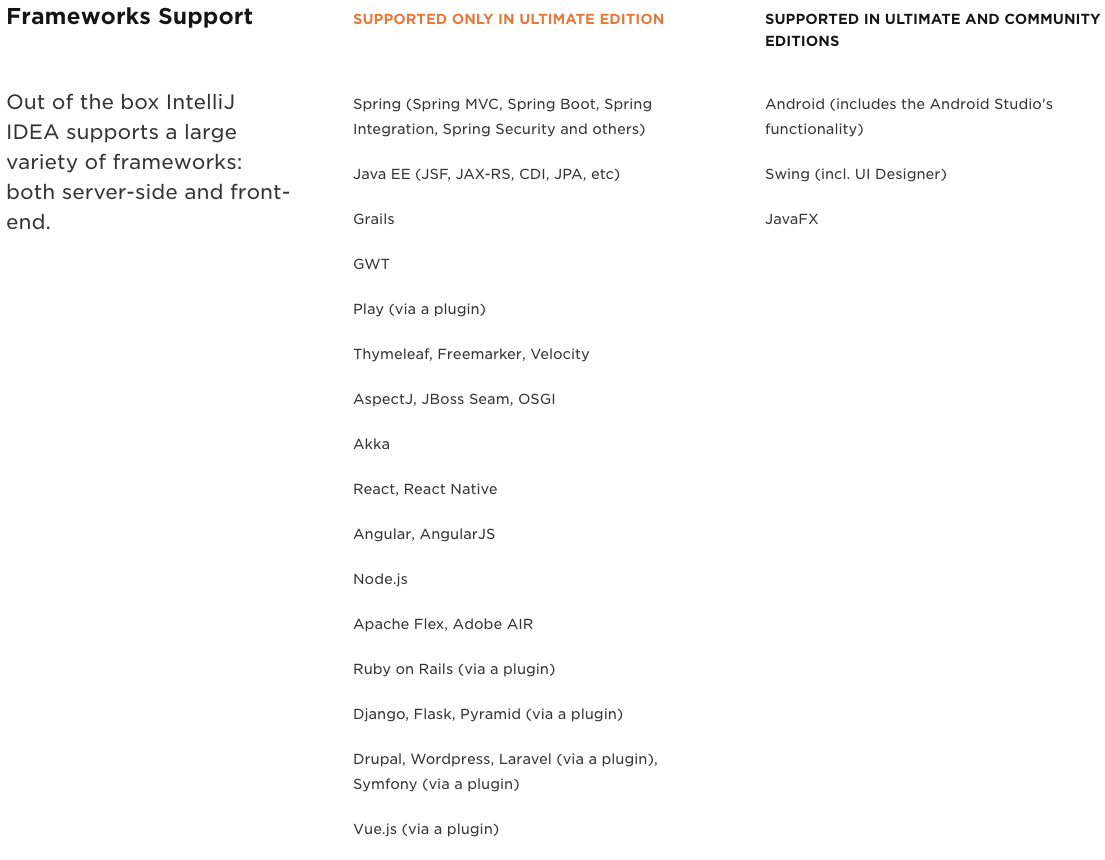 Frameworks Support
Out of the box IntelliJ
IDEA supports a large
variety of frameworks:
both server-side and front-
end.
SUPPORTED ONLY IN ULTIMATE EDITION
Spring (Spring MVC, Spring Boot, Spring
Integration, Spring Security and others)
Java EE (JSF, JAX-RS, CDI, JPA, etc)
Grails
GWT
Play (via a plugin)
Thymeleaf, Freemarker, Velocity
AspectJ, JBoss Seam, OSGI
Akka
React, React Native
Angular, AngularJS
Node.js
Apache Flex, Adobe AIR
Ruby on Rails (via a plugin)
Django, Flask, Pyramid (via a plugin)
Drupal, Wordpress, Laravel (via a plugin),
Symfony (via a plugin)
Vue.js (via a plugin)
SUPPORTED IN ULTIMATE AND COMMUNITY
EDITIONS
Android (includes the Android Studio's
functionality)
Swing (incl. UI Designer)
JavaFX